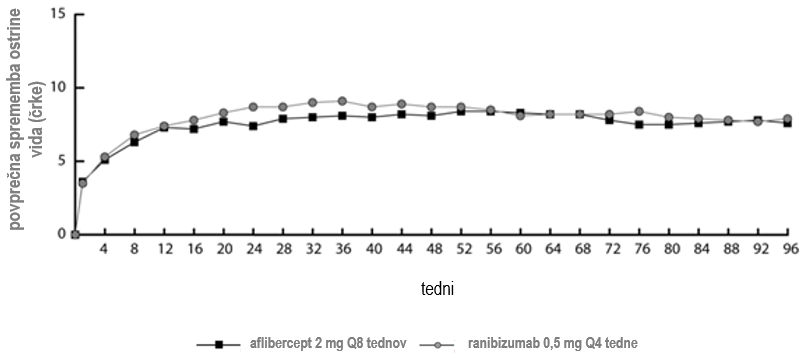 povprečna sprememba ostrine
vida (črke)
15
10
5
0
4 8 12 16 20 24 28 32 36 40 44 48 52 56 60 64 68 72 76 80 84 88 92 96
tedni
aflibercept 2 mg Q8 tednov ranibizumab 0,5 mg Q4 tedne